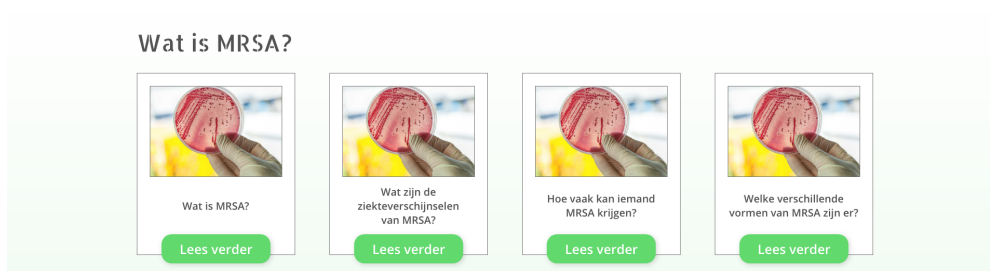 Wat is MRSA?
Wat is MRSA?
Lees verder
Wat zijn de
ziekteverschijnselen
van MRSA?
Lees verder
Hoe vaak kan iemand
MRSA krijgen?
Lees verder
Welke verschillende
vormen van MRSA zijn er?
Lees verder